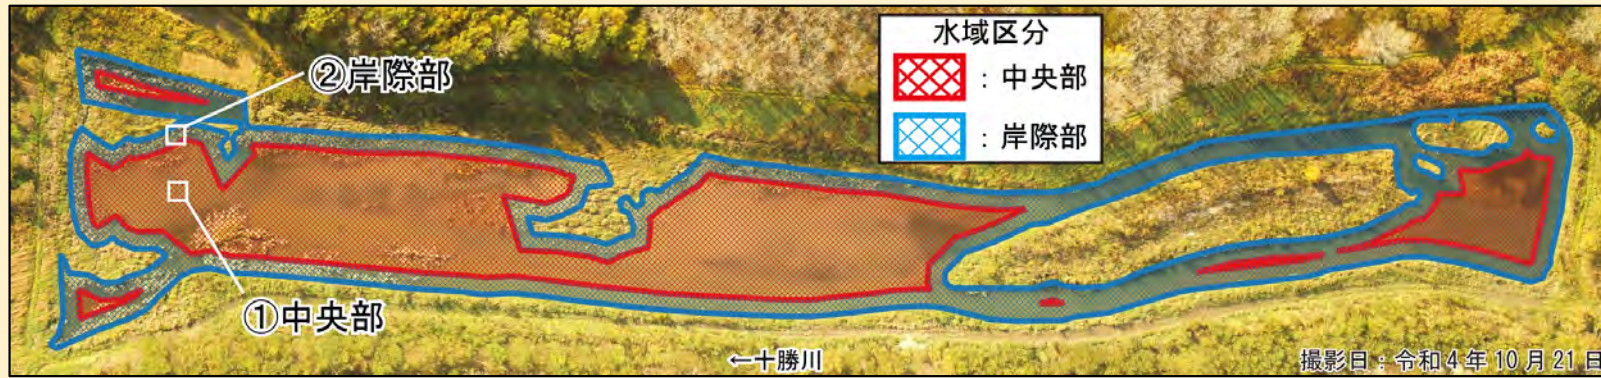 水域区分
：中央部
：岸際部
②岸際部
①中央部
←十勝川
撮影日：令和4年10月21日